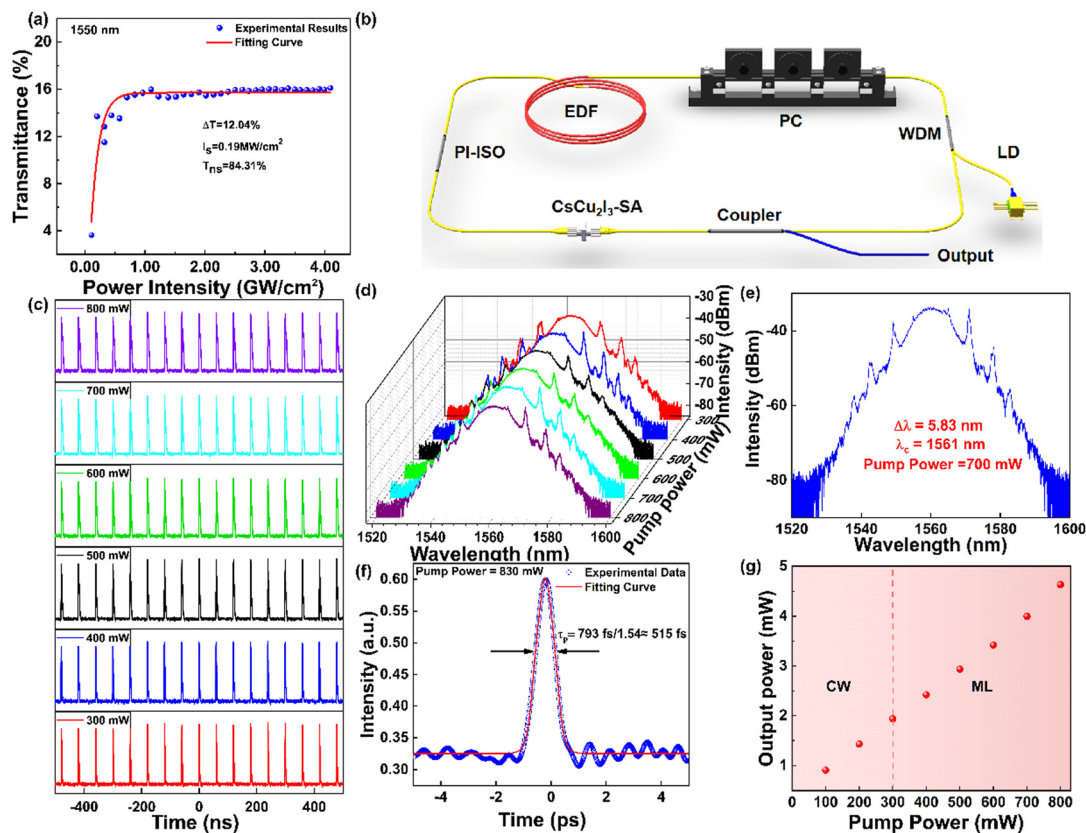 (a)
1550 nm
Experimental Results
Fitting Curve
ΔT=12.04%
I_s=0.19MW/cm²
T_ns=84.31%
Transmittance (%)
20
16
12
8
4
0.00 1.00 2.00 3.00 4.00
Power Intensity (GW/cm²)
(b)
EDF
PC
WDM
LD
PI-ISO
CsCu₂I₃-SA
Coupler
Output
(c)
800 mW
700 mW
600 mW
500 mW
400 mW
300 mW
-400 -200 0 200 400
Time (ns)
(d)
-30
-40
-50
-60
-70
-80
Intensity (dBm)
300
400
500
600
700
800
Pump power (mW)
1520 1540 1560 1580 1600
Wavelength (nm)
(e)
-40
-60
-80
Intensity (dBm)
Δλ = 5.83 nm
λ_c = 1561 nm
Pump Power =700 mW
1520 1540 1560 1580 1600
Wavelength (nm)
(f)
Pump Power = 830 mW
Experimental Data
Fitting Curve
τ_p= 793 fs/1.54≈ 515 fs
Intensity (a.u.)
0.60
0.55
0.50
0.45
0.40
0.35
0.30
-4 -2 0 2 4
Time (ps)
(g)
Output power (mW)
5
4
3
2
1
CW
ML
0 100 200 300 400 500 600 700 800
Pump Power (mW)